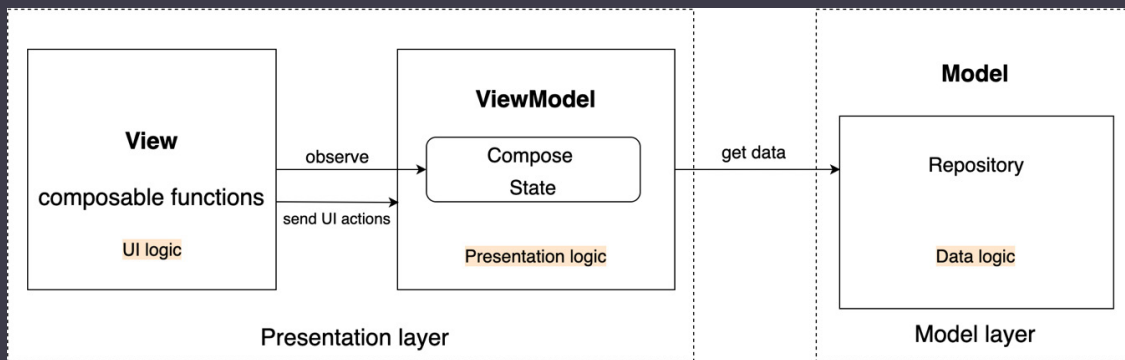 View
composable functions
UI logic
observe
send UI actions
ViewModel
Compose
State
Presentation logic
Presentation layer
get data
Model
Repository
Data logic
Model layer